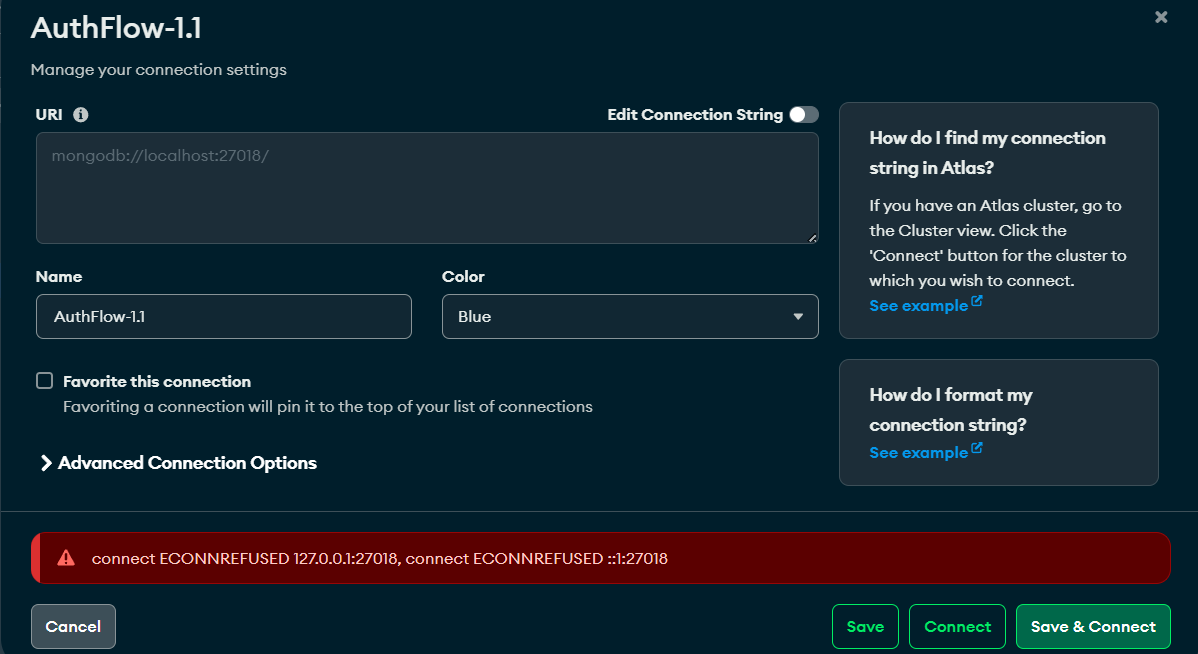 AuthFlow-1.1
Manage your connection settings
URI
Edit Connection String
mongodb://localhost:27018/
Name
Color
AuthFlow-1.1
Blue
Favorite this connection
Favoriting a connection will pin it to the top of your list of connections
Advanced Connection Options
How do I find my connection
string in Atlas?
If you have an Atlas cluster, go to
the Cluster view. Click the
'Connect' button for the cluster to
which you wish to connect.
See example
How do I format my
connection string?
See example
connect ECONNREFUSED 127.0.0.1:27018, connect ECONNREFUSED ::1:27018
Cancel
Save
Connect
Save & Connect